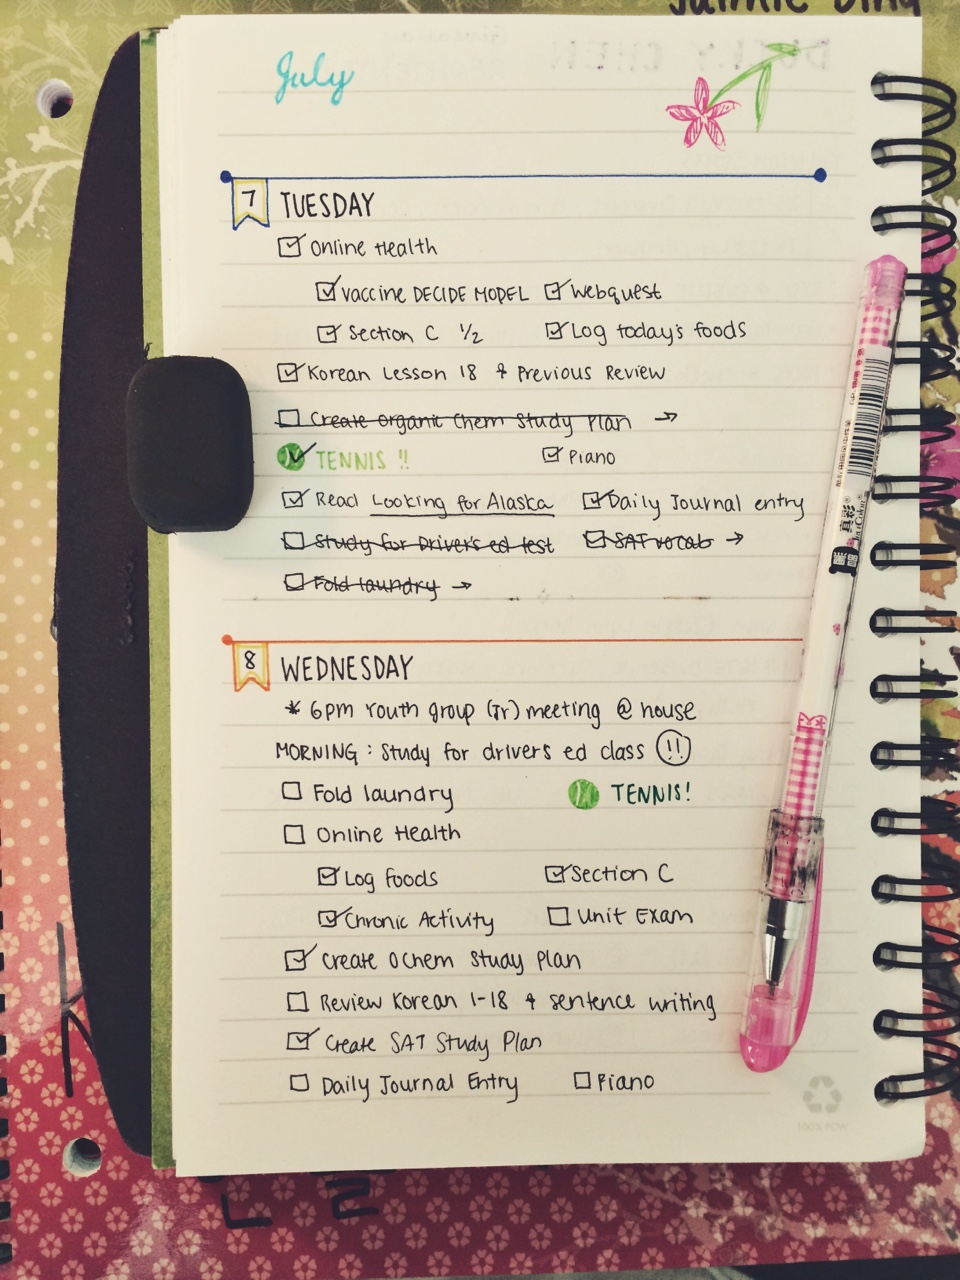 July
7 TUESDAY
Online Health
Vaccine DECIDE MODEL Webquest
Section C 1/2 Log today's foods
Korean Lesson 18 & Previous Review
Create Organic Chem Study Plan →
TENNIS !! Piano
Read Looking for Alaska Daily Journal entry
Study for Driver's ed test SAT vocab →
Fold laundry →
8 WEDNESDAY
* 6pm Youth group (Jr) meeting @ house
MORNING : Study for drivers ed class !!
Fold laundry TENNIS!
Online Health
Log foods Section C
Chronic Activity Unit Exam
Create Ochem Study Plan
Review Korean 1-18 & sentence writing
Create SAT Study Plan
Daily Journal Entry Piano
100% PCW
真彩